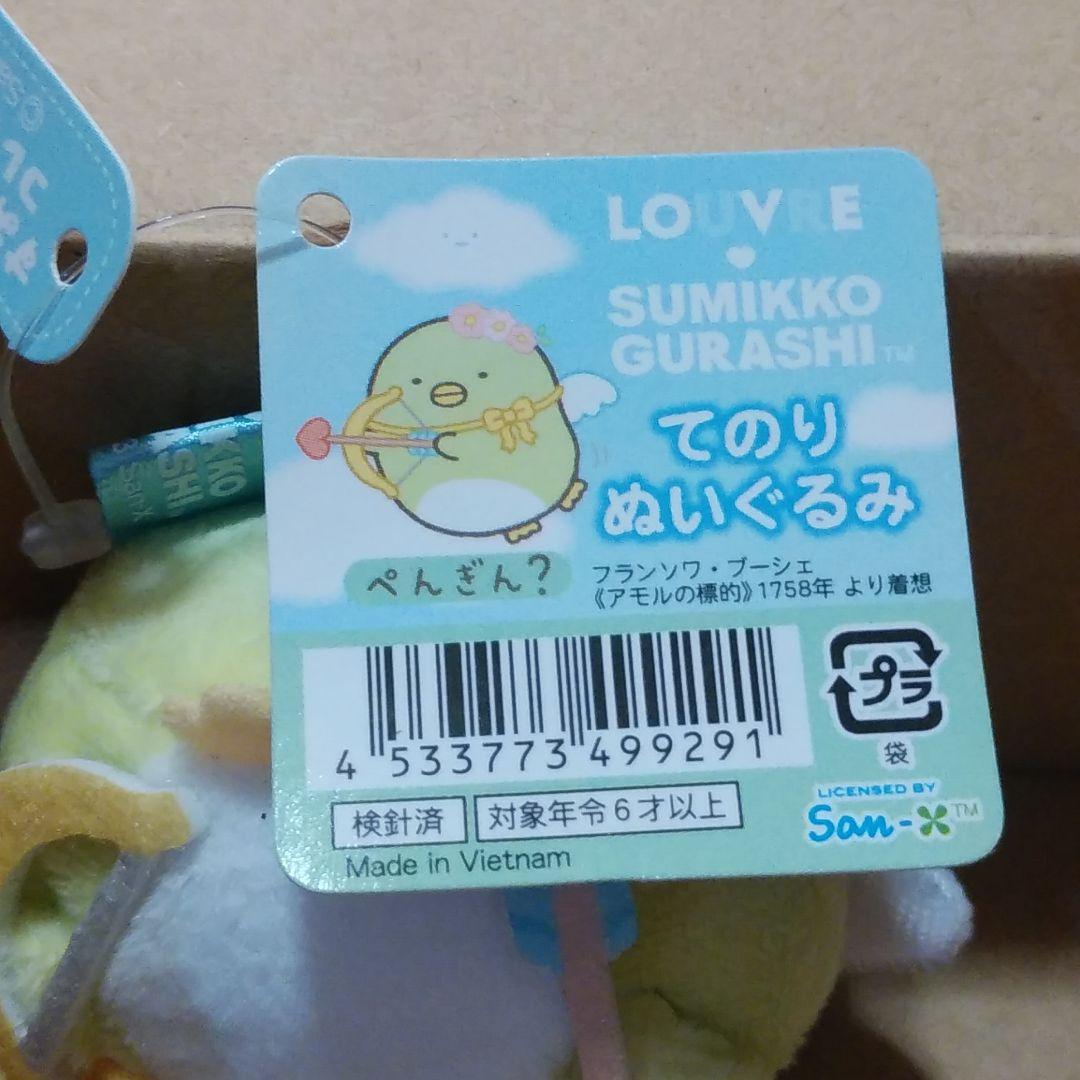 LOUVRE
SUMIKKO
GURASHI™
てのり
ぬいぐるみ
ぺんぎん?
フランソワ・ブーシェ
《アモルの標的》1758年 より着想
4 533773 499291
プラ
袋
検針済
対象年令6才以上
LICENSED BY
San-X™
Made in Vietnam